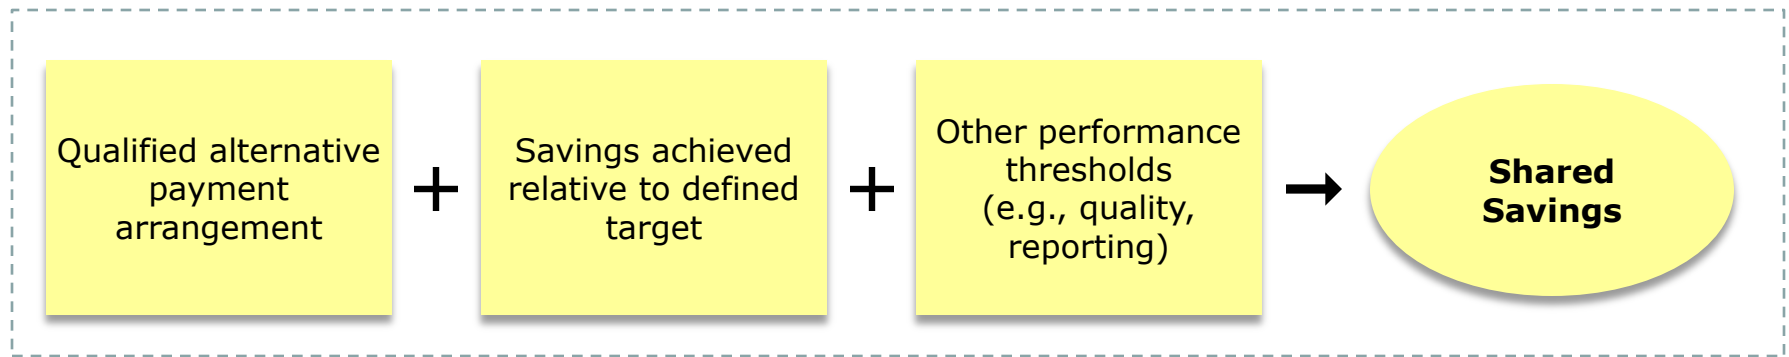 Qualified alternative
payment
arrangement
+
Savings achieved
relative to defined
target
+
Other performance
thresholds
(e.g., quality,
reporting)
Shared
Savings